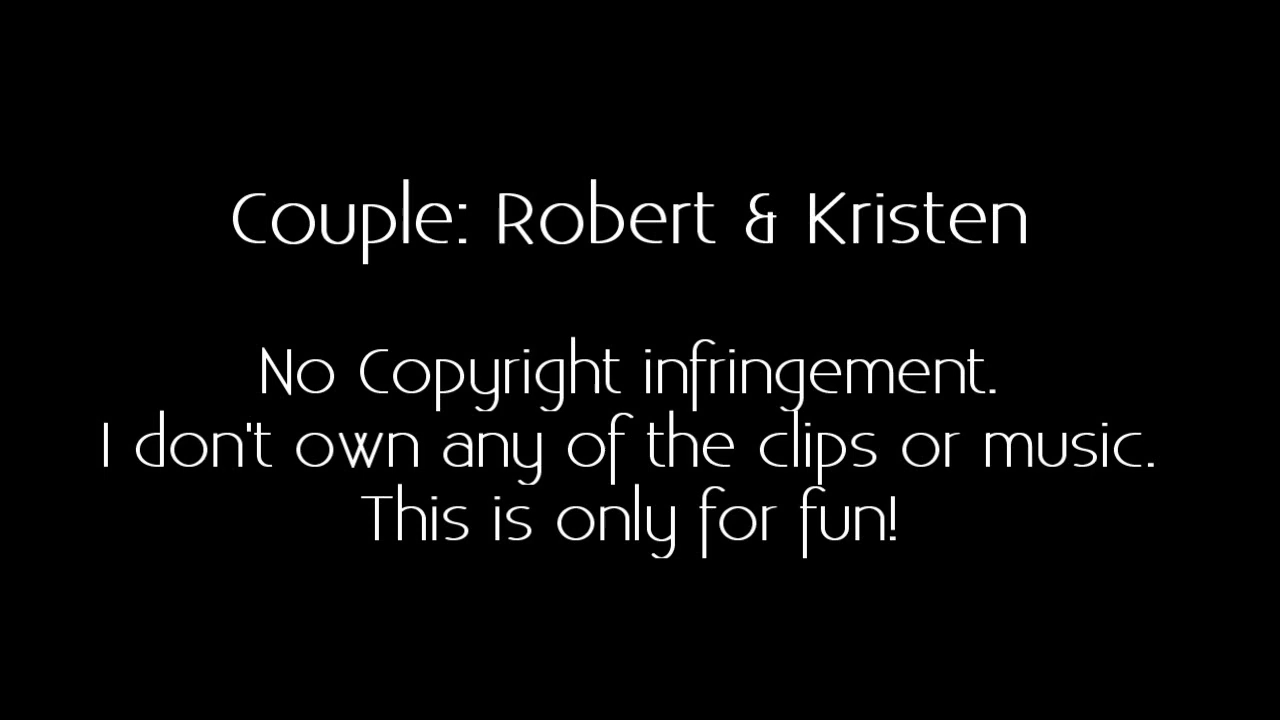 Couple: Robert & Kristen
No Copyright infringement.
I don't own any of the clips or music.
This is only for fun!